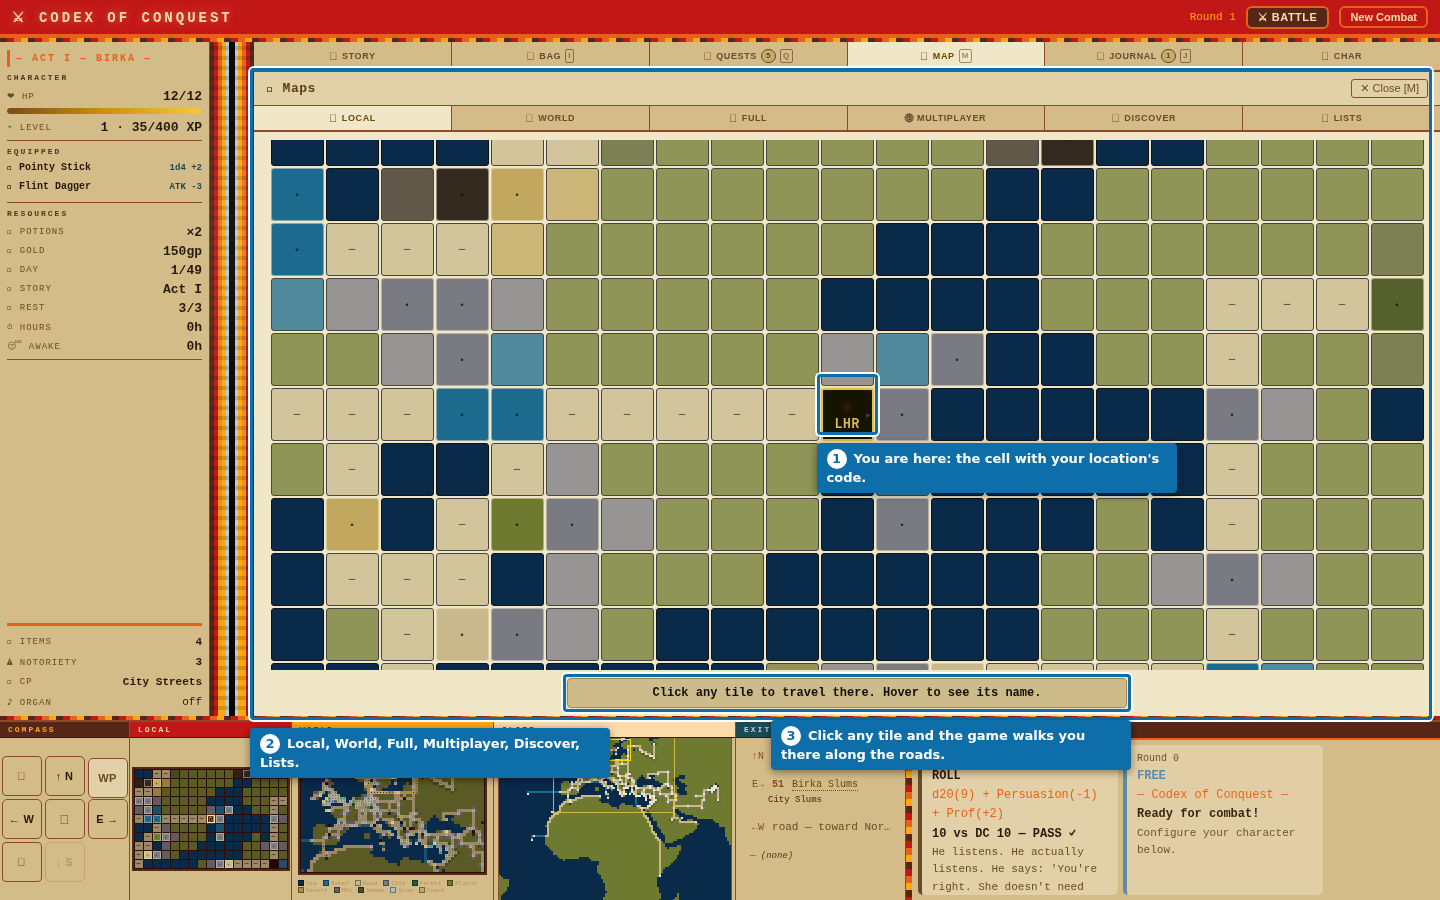 ⚔ CODEX OF CONQUEST
Round 1
⚔ BATTLE
New Combat
— ACT I — BIRKA —
CHARACTER
❤ HP 12/12
LEVEL 1 · 35/400 XP
EQUIPPED
Pointy Stick 1d4 +2
Flint Dagger ATK -3
RESOURCES
POTIONS ×2
GOLD 150gp
DAY 1/49
STORY Act I
REST 3/3
HOURS 0h
AWAKE 0h
ITEMS 4
NOTORIETY 3
CP City Streets
♪ ORGAN off
STORY
BAG I
QUESTS 5 Q
MAP M
JOURNAL 1 J
CHAR
Maps
✕ Close [M]
LOCAL
WORLD
FULL
MULTIPLAYER
DISCOVER
LISTS
LHR
1 You are here: the cell with your location's
code.
Click any tile to travel there. Hover to see its name.
2 Local, World, Full, Multiplayer, Discover,
Lists.
3 Click any tile and the game walks you
there along the roads.
COMPASS
↑ N
WP
← W
E →
↓ S
LOCAL
EXIT
↑N
E→ 51 Birka Slums
City Slums
←W road — toward Nor…
— (none)
ROLL
d20(9) + Persuasion(-1)
+ Prof(+2)
10 vs DC 10 — PASS ✓
He listens. He actually
listens. He says: 'You're
right. She doesn't need
Round 0
FREE
— Codex of Conquest —
Ready for combat!
Configure your character
below.